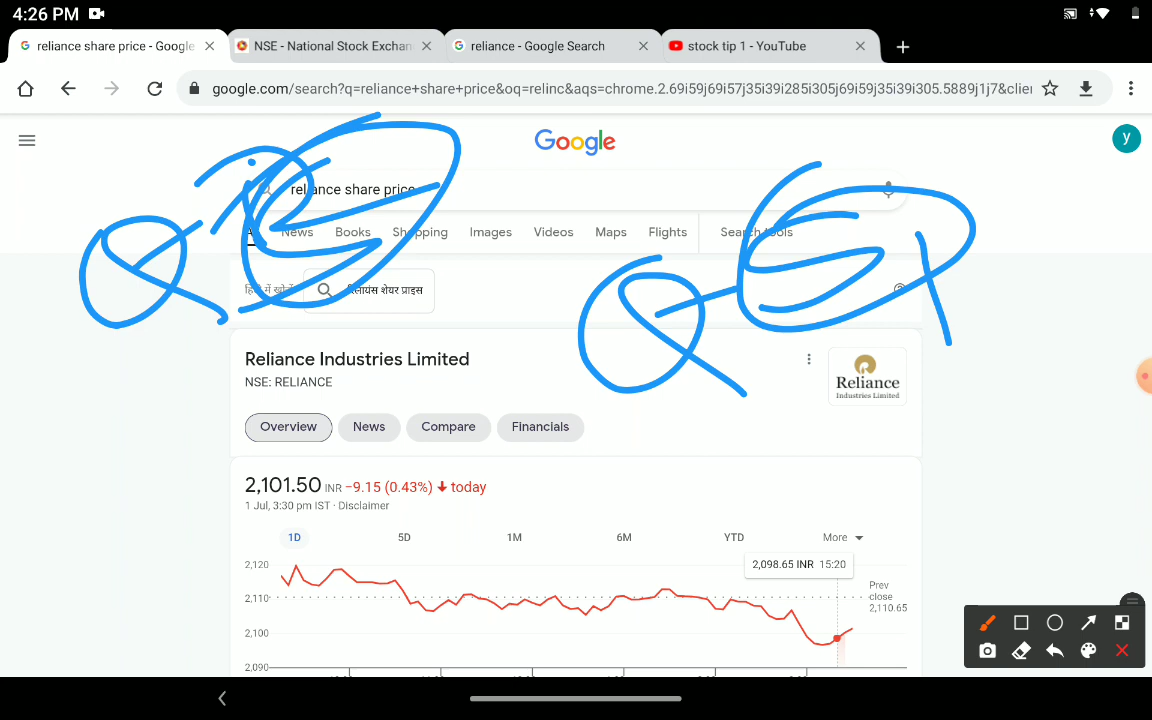 4:26 PM
reliance share price - Google
NSE - National Stock Exchan
reliance - Google Search
stock tip 1 - YouTube
google.com/search?q=reliance+share+price&oq=relinc&aqs=chrome.2.69i59j69i57j35i39i285i305j69i59j35i39i305.5889j1j7&clien
Google
y
reliance share price
News
Books
Shopping
Images
Videos
Maps
Flights
Search tools
हिंदी में खोजें
रिलायंस शेयर प्राइस
Reliance Industries Limited
NSE: RELIANCE
Reliance
Industries Limited
Overview
News
Compare
Financials
2,101.50 INR −9.15 (0.43%) today
1 Jul, 3:30 pm IST · Disclaimer
1D
5D
1M
6M
YTD
More
2,098.65 INR 15:20
2,120
2,110
2,100
2,090
Prev
close
2,110.65